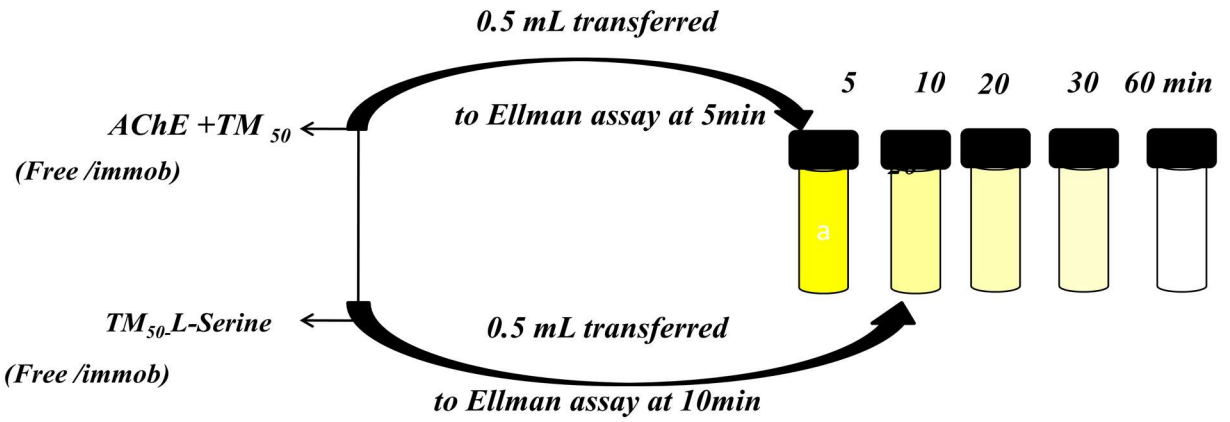 0.5 mL transferred
5 10 20 30 60 min
AChE +TM 50
to Ellman assay at 5min
(Free /immob)
a
TM50-L-Serine
0.5 mL transferred
(Free /immob)
to Ellman assay at 10min